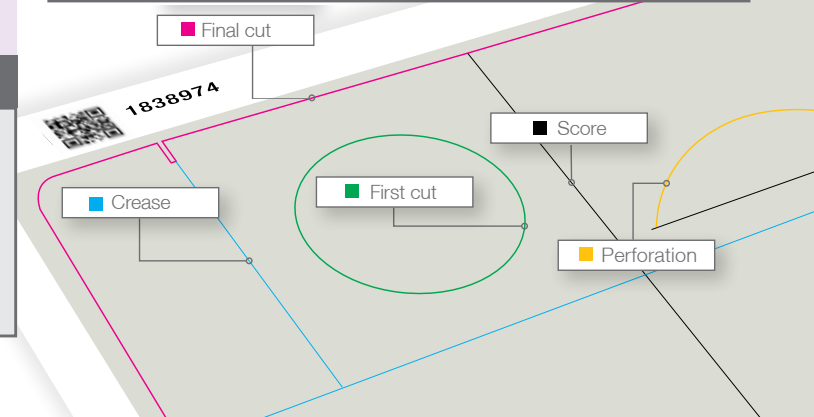 Final cut
1838974
Score
First cut
Crease
Perforation